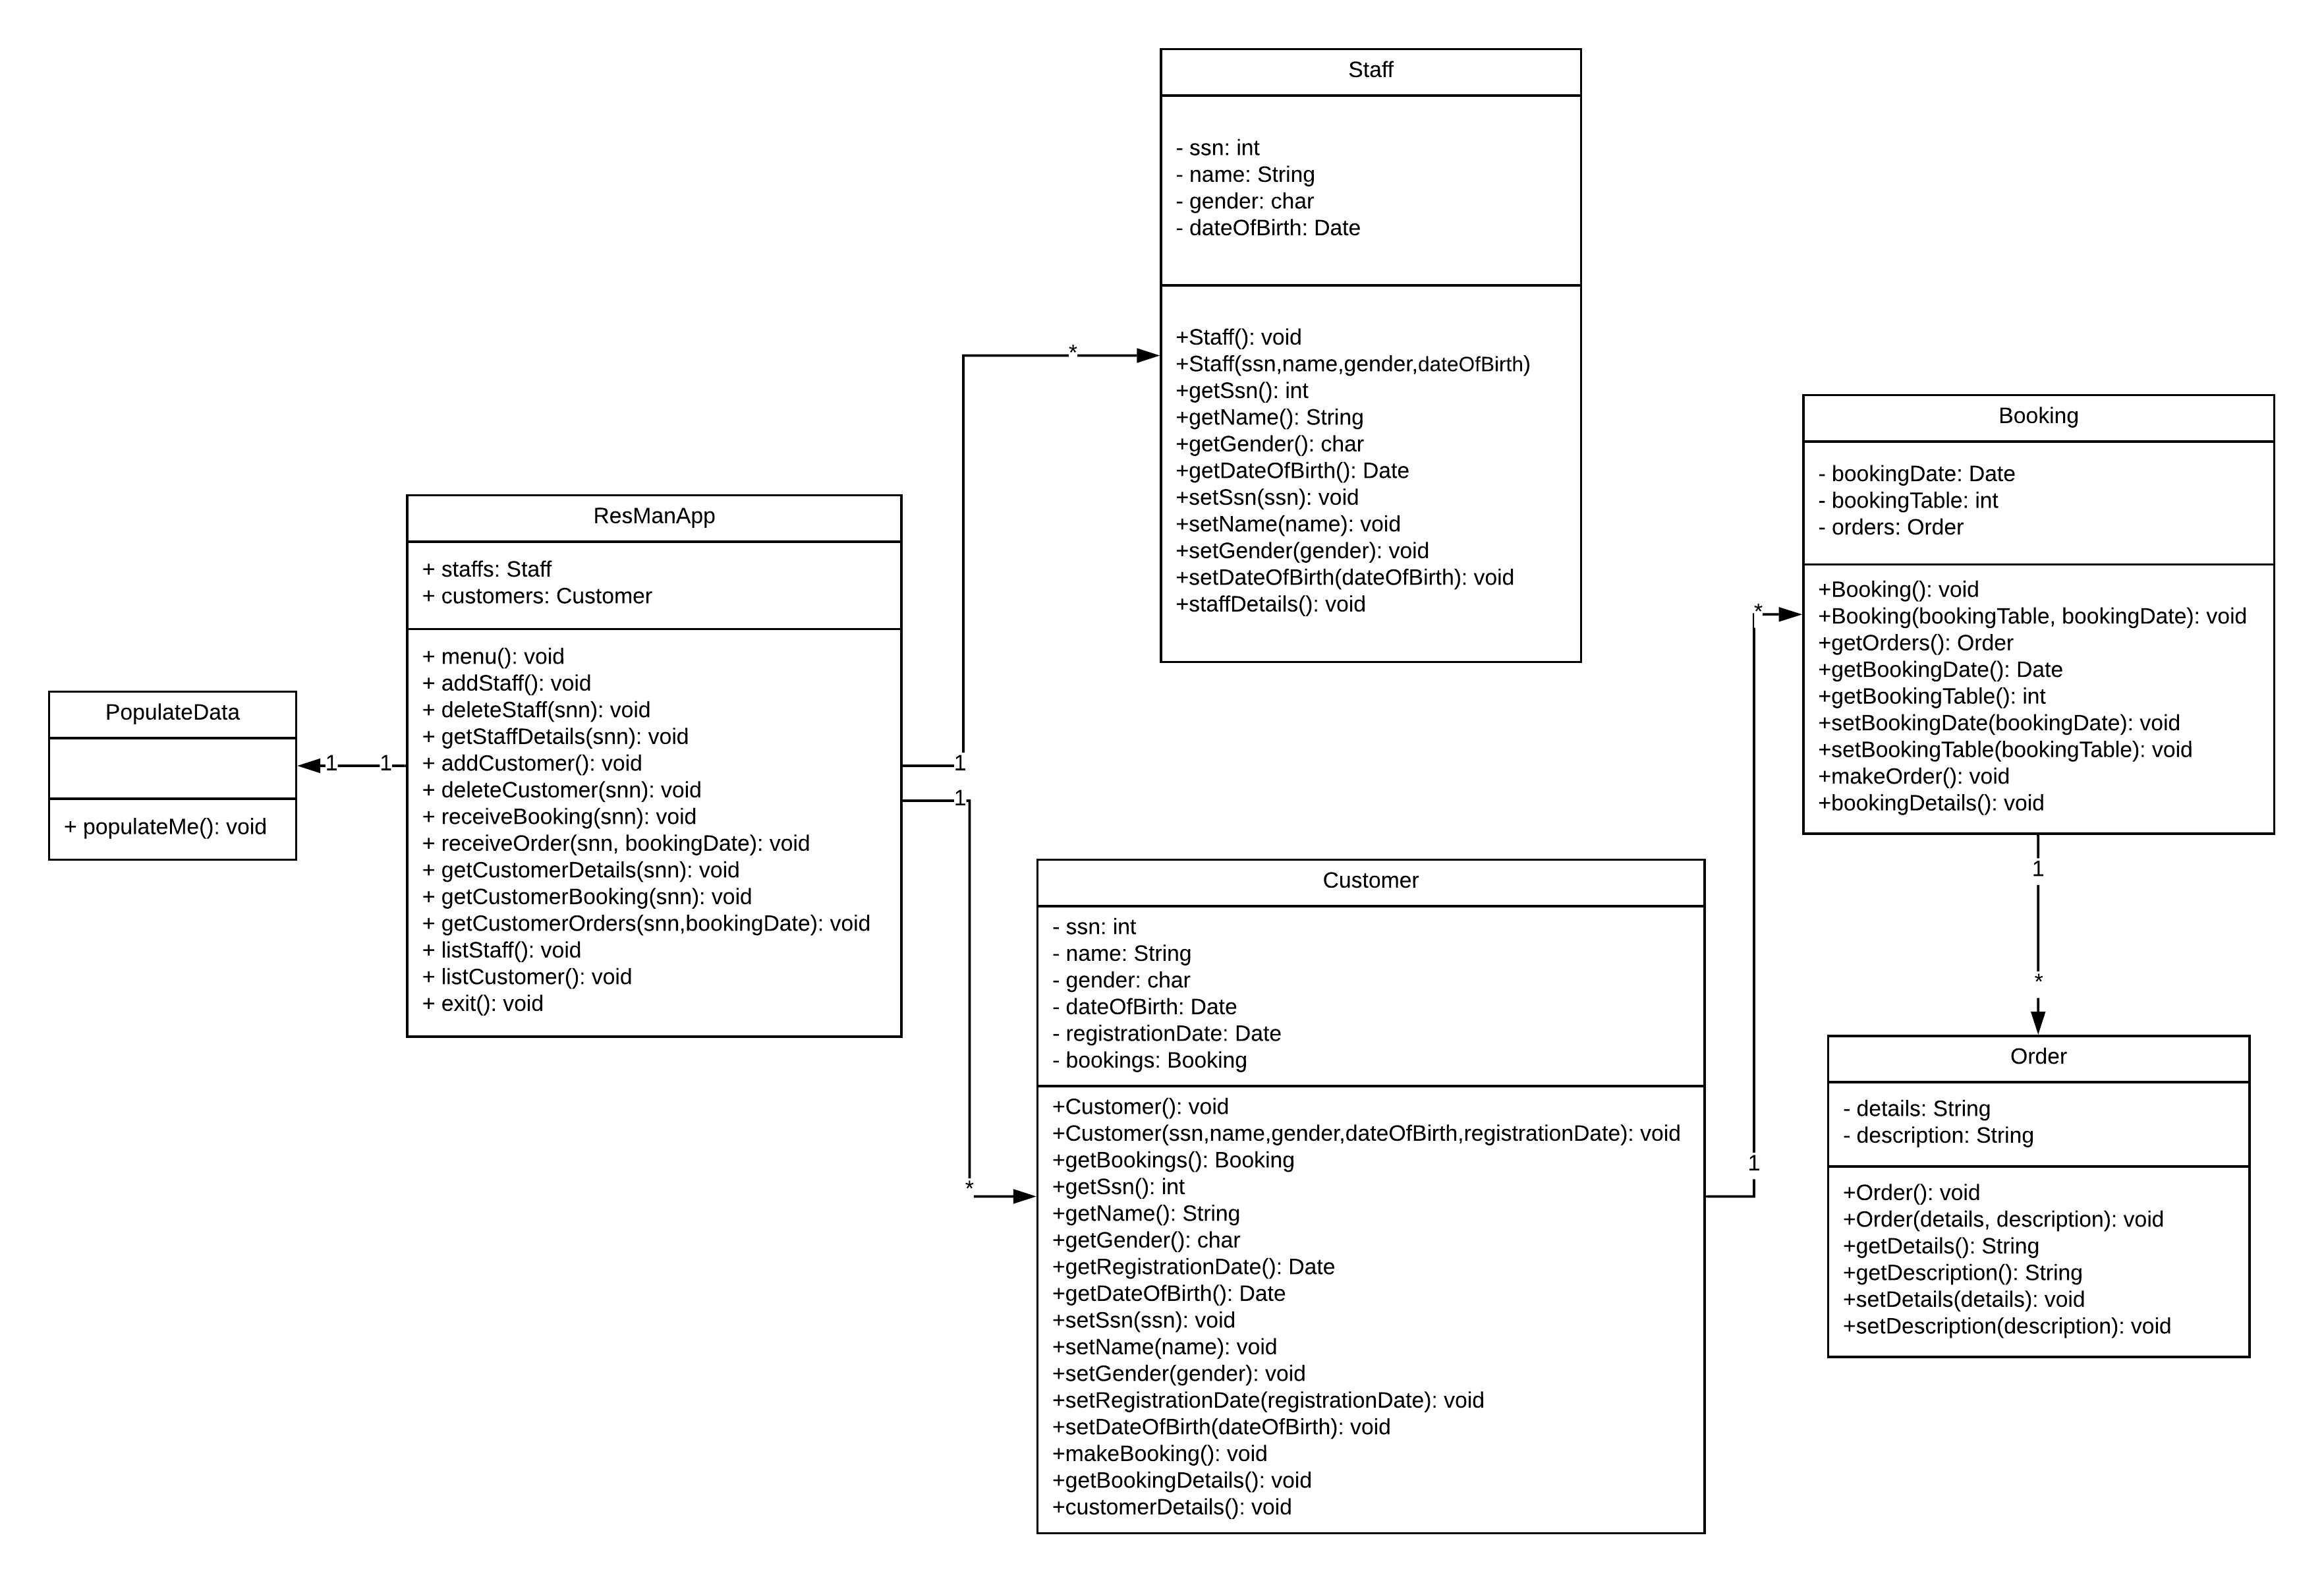 Staff
- ssn: int
- name: String
- gender: char
- dateOfBirth: Date
+Staff(): void
+Staff(ssn,name,gender,dateOfBirth)
+getSsn(): int
+getName(): String
+getGender(): char
+getDateOfBirth(): Date
+setSsn(ssn): void
+setName(name): void
+setGender(gender): void
+setDateOfBirth(dateOfBirth): void
+staffDetails(): void
*
ResManApp
+ staffs: Staff
+ customers: Customer
+ menu(): void
+ addStaff(): void
+ deleteStaff(snn): void
+ getStaffDetails(snn): void
+ addCustomer(): void
+ deleteCustomer(snn): void
+ receiveBooking(snn): void
+ receiveOrder(snn, bookingDate): void
+ getCustomerDetails(snn): void
+ getCustomerBooking(snn): void
+ getCustomerOrders(snn,bookingDate): void
+ listStaff(): void
+ listCustomer(): void
+ exit(): void
PopulateData
+ populateMe(): void
1
1
1
1
*
Customer
- ssn: int
- name: String
- gender: char
- dateOfBirth: Date
- registrationDate: Date
- bookings: Booking
+Customer(): void
+Customer(ssn,name,gender,dateOfBirth,registrationDate): void
+getBookings(): Booking
+getSsn(): int
+getName(): String
+getGender(): char
+getRegistrationDate(): Date
+getDateOfBirth(): Date
+setSsn(ssn): void
+setName(name): void
+setGender(gender): void
+setRegistrationDate(registrationDate): void
+setDateOfBirth(dateOfBirth): void
+makeBooking(): void
+getBookingDetails(): void
+customerDetails(): void
1
*
Booking
- bookingDate: Date
- bookingTable: int
- orders: Order
+Booking(): void
+Booking(bookingTable, bookingDate): void
+getOrders(): Order
+getBookingDate(): Date
+getBookingTable(): int
+setBookingDate(bookingDate): void
+setBookingTable(bookingTable): void
+makeOrder(): void
+bookingDetails(): void
1
*
Order
- details: String
- description: String
+Order(): void
+Order(details, description): void
+getDetails(): String
+getDescription(): String
+setDetails(details): void
+setDescription(description): void